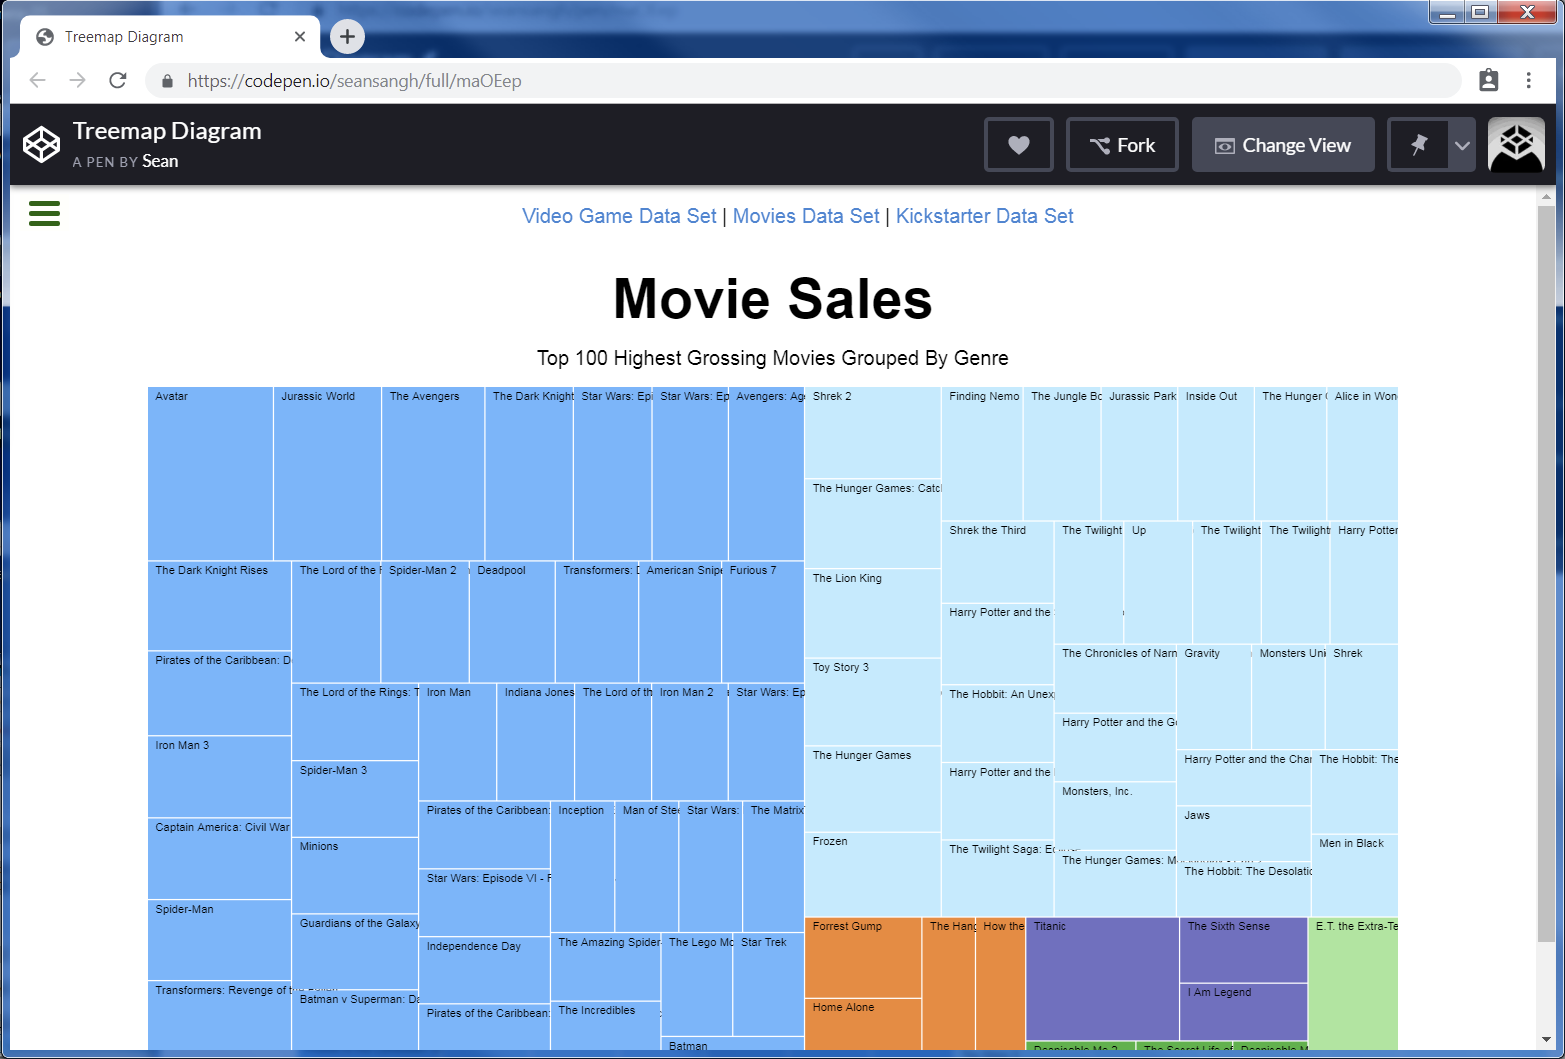 Treemap Diagram
https://codepen.io/seansangh/full/maOEep
Treemap Diagram
A PEN BY Sean
Fork
Change View
Video Game Data Set | Movies Data Set | Kickstarter Data Set
Movie Sales
Top 100 Highest Grossing Movies Grouped By Genre
Avatar
Jurassic World
The Avengers
The Dark Knight
Star Wars: Epi
Star Wars: Ep
Avengers: Ag
The Dark Knight Rises
The Lord of the
Spider-Man 2
Deadpool
Transformers:
American Snipe
Furious 7
Pirates of the Caribbean: D
Iron Man 3
Captain America: Civil War
Spider-Man
Transformers: Revenge of
The Lord of the Rings: T
Iron Man
Indiana Jones
The Lord of th
Iron Man 2
Star Wars: Ep
Spider-Man 3
Minions
Guardians of the Galaxy
Batman v Superman: Da
Pirates of the Caribbean:
Inception
Man of Ste
Star Wars:
The Matrix
Star Wars: Episode VI -
Independence Day
Pirates of the Caribbean:
The Amazing Spider
The Lego Mo
Star Trek
The Incredibles
Batman
Shrek 2
The Hunger Games: Catc
The Lion King
Toy Story 3
The Hunger Games
Frozen
Finding Nemo
The Jungle Bo
Jurassic Park
Inside Out
The Hunger
Alice in Won
Shrek the Third
The Twilight
Up
The Twilight
The Twilight
Harry Potter
Harry Potter and the
The Hobbit: An Unex
Harry Potter and the
The Twilight Saga:
The Chronicles of Narn
Gravity
Monsters Uni
Shrek
Harry Potter and the Go
Monsters, Inc.
The Hunger Games:
Harry Potter and the Cha
The Hobbit: The
Jaws
Men in Black
The Hobbit: The Desolati
Forrest Gump
The Hang
How the
Home Alone
Titanic
The Sixth Sense
I Am Legend
E.T. the Extra-Te
Despicable Me 2
The Secret Life of
Despicable M